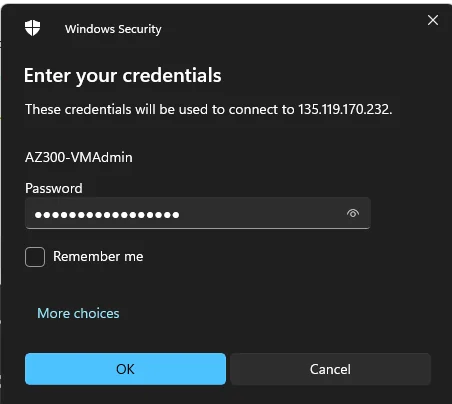 Windows Security
Enter your credentials
These credentials will be used to connect to 135.119.170.232.
AZ300-VMAdmin
Password
●●●●●●●●●●●●●●●●●
Remember me
More choices
OK
Cancel